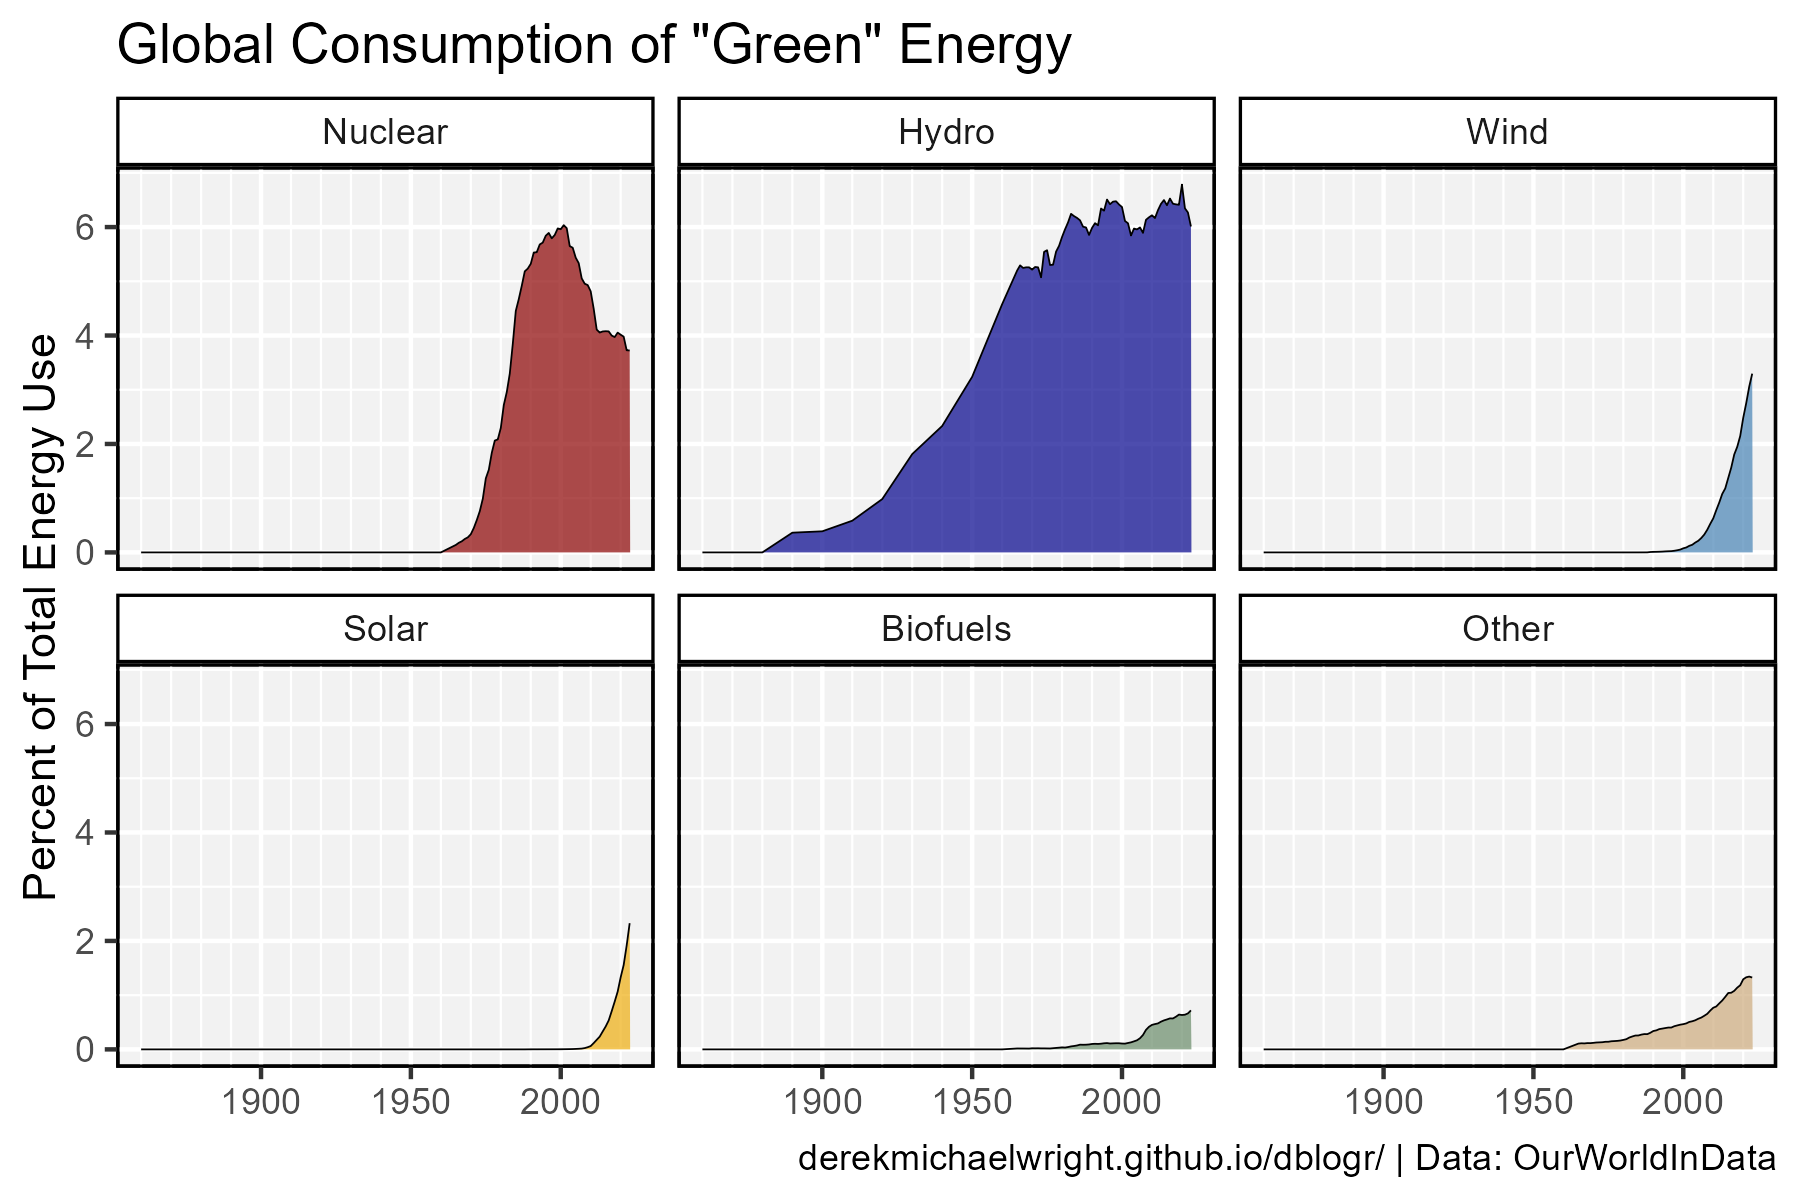 Global Consumption of "Green" Energy
Nuclear
Hydro
Wind
6
4
2
0
Percent of Total Energy Use
Solar
Biofuels
Other
6
4
2
0
1900 1950 2000
1900 1950 2000
1900 1950 2000
derekmichaelwright.github.io/dblogr/ | Data: OurWorldInData